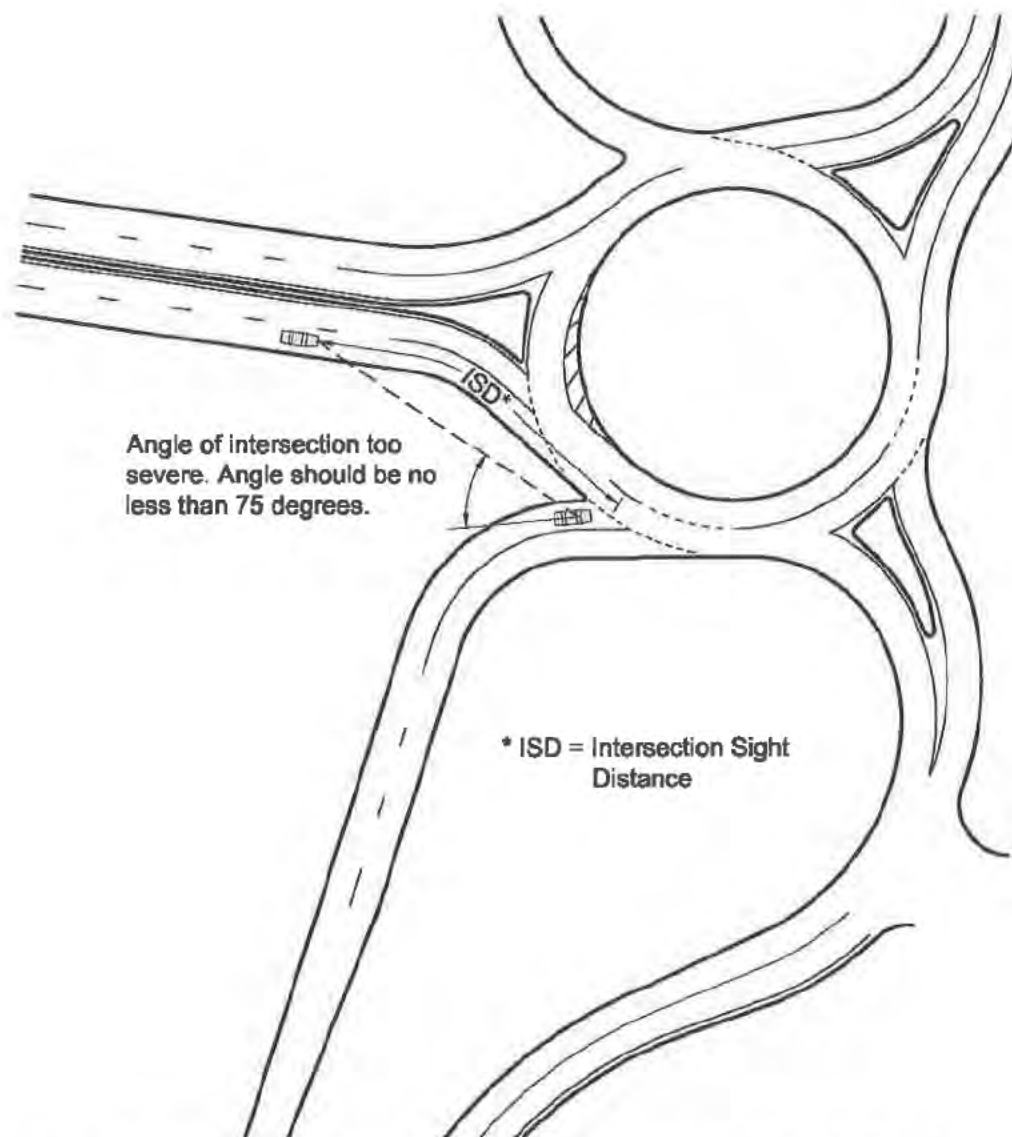 ISD*
Angle of intersection too
severe. Angle should be no
less than 75 degrees.
* ISD = Intersection Sight
Distance